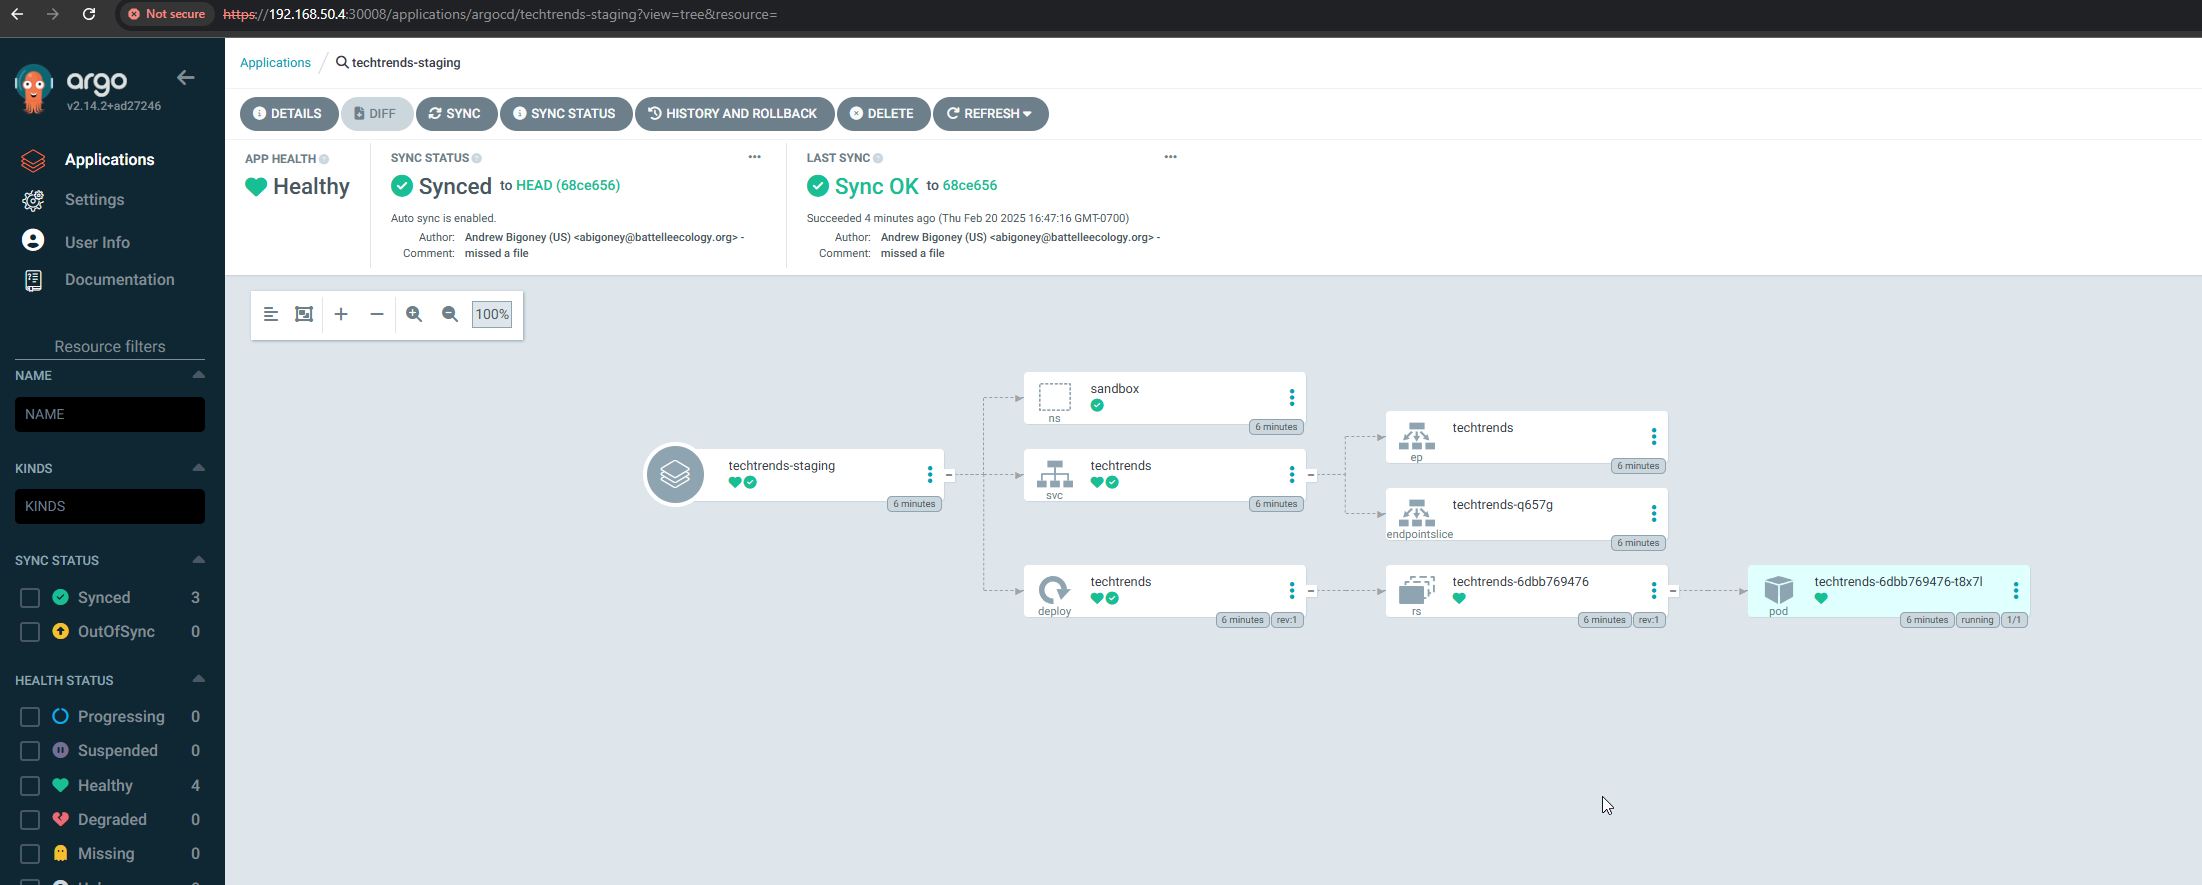 Not secure https://192.168.50.4:30008/applications/argocd/techtrends-staging?view=tree&resource=
argo
v2.14.2+ad27246
Applications
Settings
User Info
Documentation
Resource filters
NAME
NAME
KINDS
KINDS
SYNC STATUS
Synced 3
OutOfSync 0
HEALTH STATUS
Progressing 0
Suspended 0
Healthy 4
Degraded 0
Missing 0
Applications / techtrends-staging
DETAILS DIFF SYNC SYNC STATUS HISTORY AND ROLLBACK DELETE REFRESH
APP HEALTH
Healthy
SYNC STATUS
Synced to HEAD (68ce656)
Auto sync is enabled.
Author: Andrew Bigoney (US) <abigoney@battelleecology.org> -
Comment: missed a file
LAST SYNC
Sync OK to 68ce656
Succeeded 4 minutes ago (Thu Feb 20 2025 16:47:16 GMT-0700)
Author: Andrew Bigoney (US) <abigoney@battelleecology.org> -
Comment: missed a file
100%
techtrends-staging
6 minutes
sandbox
ns
6 minutes
techtrends
svc
6 minutes
techtrends
deploy
6 minutes rev:1
techtrends
ep
6 minutes
techtrends-q657g
endpointslice
6 minutes
techtrends-6dbb769476
rs
6 minutes rev:1
techtrends-6dbb769476-t8x7l
pod
6 minutes running 1/1